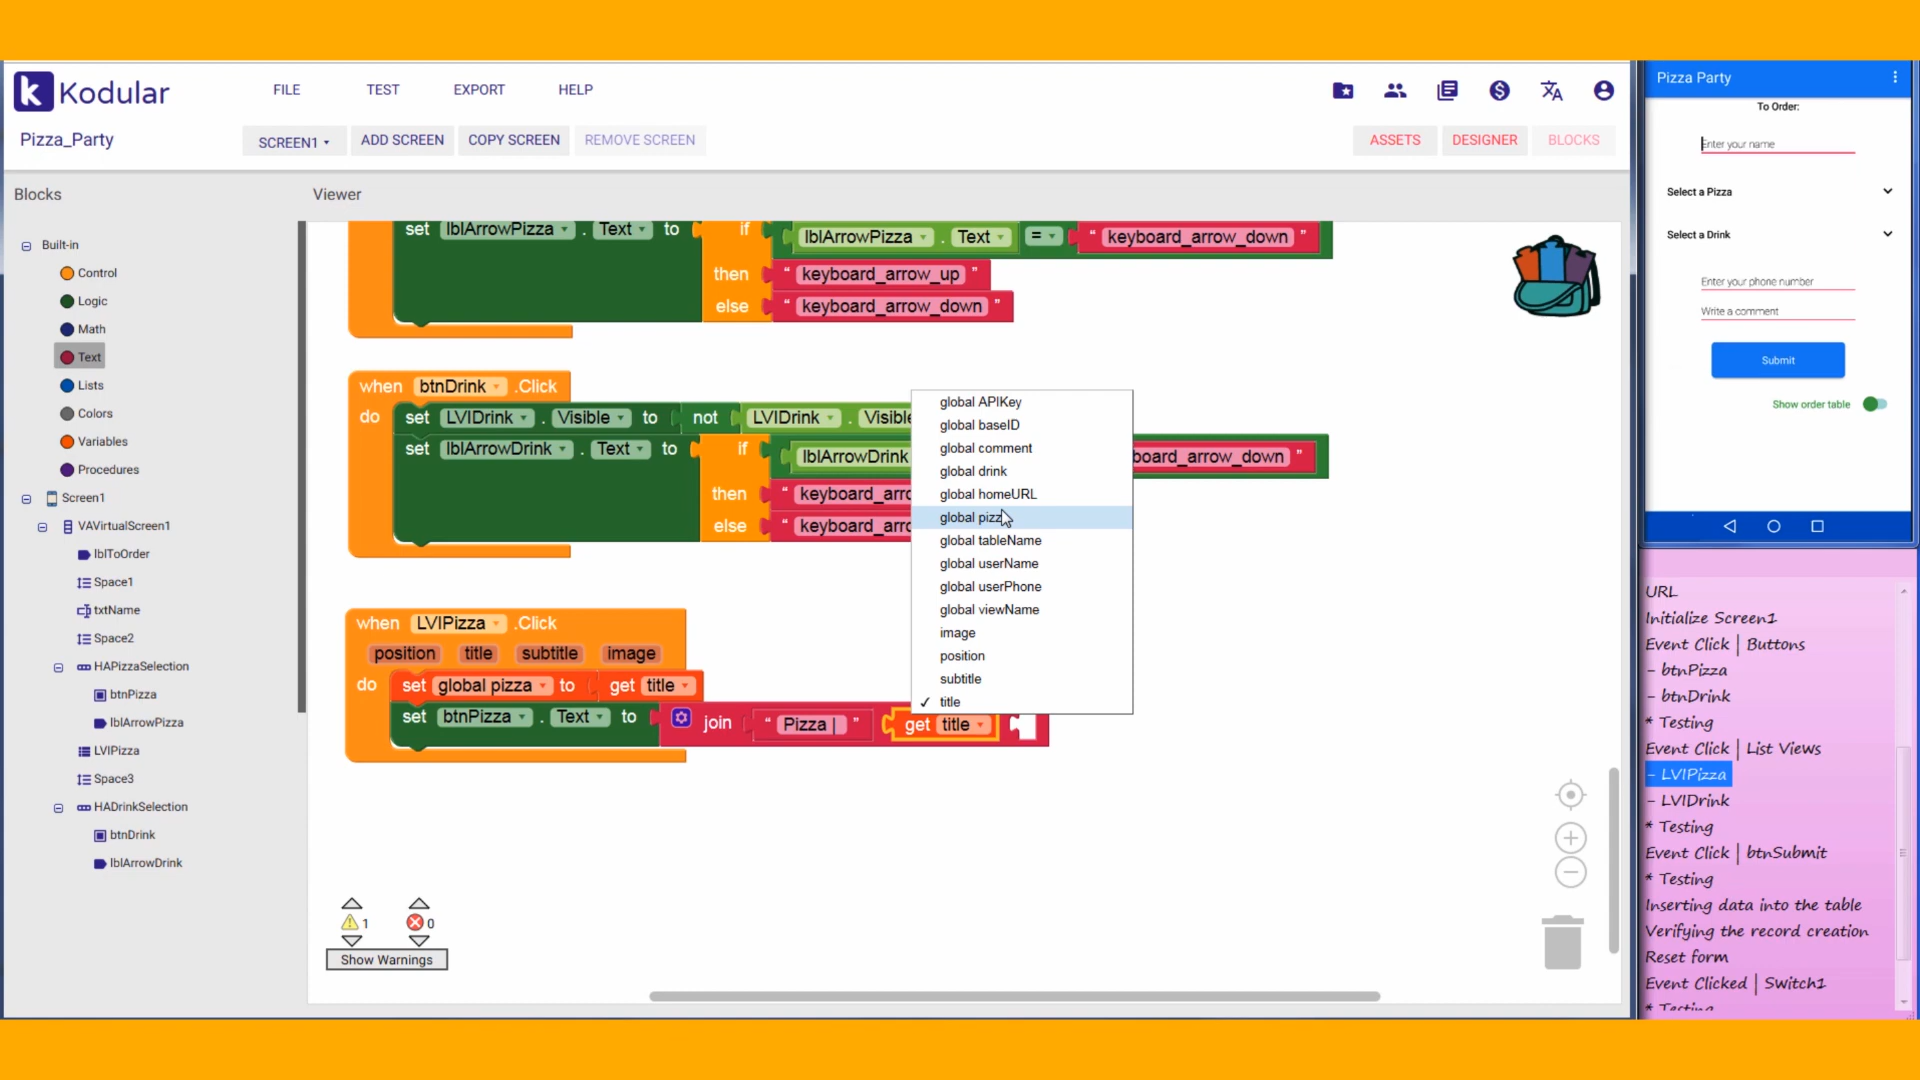 Kodular
FILE
TEST
EXPORT
HELP
Pizza_Party
SCREEN1
ADD SCREEN
COPY SCREEN
REMOVE SCREEN
ASSETS
DESIGNER
BLOCKS
Blocks
Viewer
Built-in
Control
Logic
Math
Text
Lists
Colors
Variables
Procedures
Screen1
VAVirtualScreen1
lblToOrder
Space1
txtName
Space2
HAPizzaSelection
btnPizza
lblArrowPizza
LVIPizza
Space3
HADrinkSelection
btnDrink
lblArrowDrink
set lblArrowPizza . Text to if lblArrowPizza . Text = “ keyboard_arrow_down ”
then “ keyboard_arrow_up ”
else “ keyboard_arrow_down ”
when btnDrink .Click
do set LVIDrink . Visible to not LVIDrink . Visible
set lblArrowDrink . Text to if lblArrowDrink board_arrow_down ”
then “ keyboard_arro
else “ keyboard_arro
when LVIPizza .Click
position title subtitle image
do set global pizza to get title
set btnPizza . Text to join “ Pizza | ” get title
global APIKey
global baseID
global comment
global drink
global homeURL
global pizz
global tableName
global userName
global userPhone
global viewName
image
position
subtitle
✓ title
1
0
Show Warnings
Pizza Party
To Order:
Enter your name
Select a Pizza
Select a Drink
Enter your phone number
Write a comment
Submit
Show order table
URL
Initialize Screen1
Event Click | Buttons
- btnPizza
- btnDrink
* Testing
Event Click | List Views
- LVIPizza
- LVIDrink
* Testing
Event Click | btnSubmit
* Testing
Inserting data into the table
Verifying the record creation
Reset form
Event Clicked | Switch1
* Testing